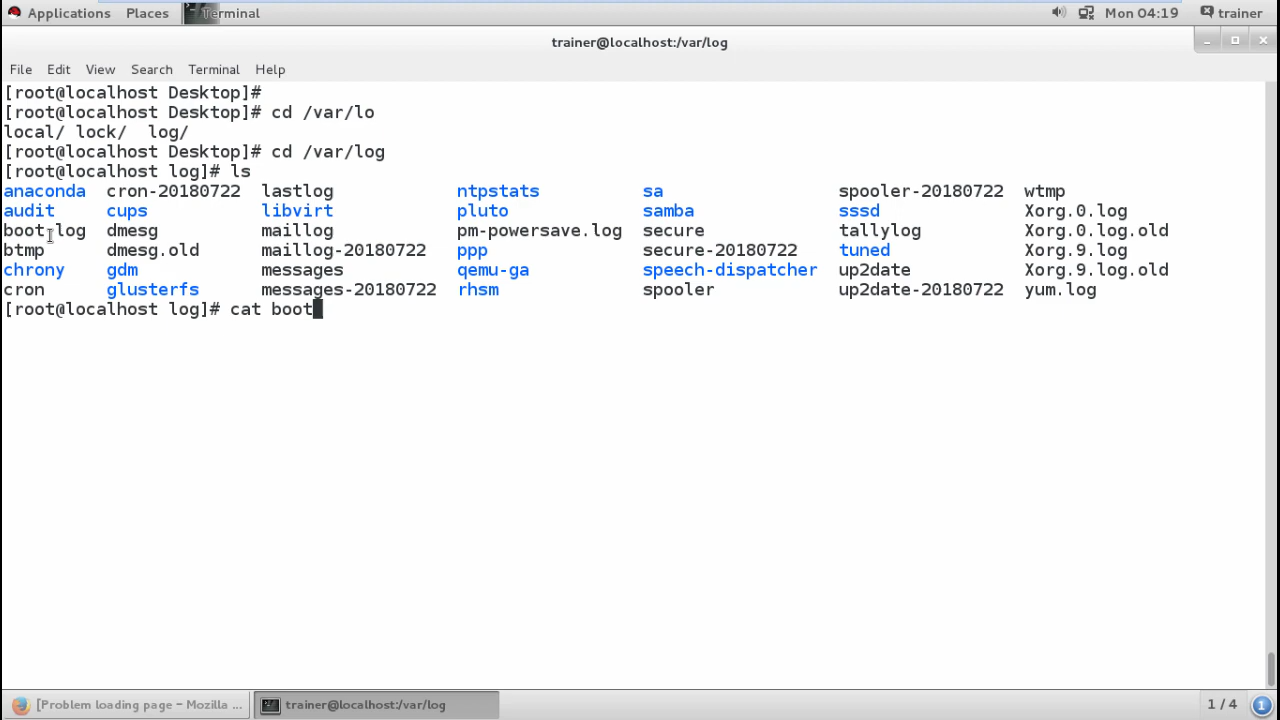 Applications Places Terminal Mon 04:19 trainer
trainer@localhost:/var/log
File Edit View Search Terminal Help
[root@localhost Desktop]#
[root@localhost Desktop]# cd /var/lo
local/ lock/ log/
[root@localhost Desktop]# cd /var/log
[root@localhost log]# ls
anaconda cron-20180722 lastlog ntpstats sa spooler-20180722 wtmp
audit cups libvirt pluto samba sssd Xorg.0.log
boot.log dmesg maillog pm-powersave.log secure tallylog Xorg.0.log.old
btmp dmesg.old maillog-20180722 ppp secure-20180722 tuned Xorg.9.log
chrony gdm messages qemu-ga speech-dispatcher up2date Xorg.9.log.old
cron glusterfs messages-20180722 rhsm spooler up2date-20180722 yum.log
[root@localhost log]# cat boot
[Problem loading page – Mozilla ... trainer@localhost:/var/log 1 / 4 1